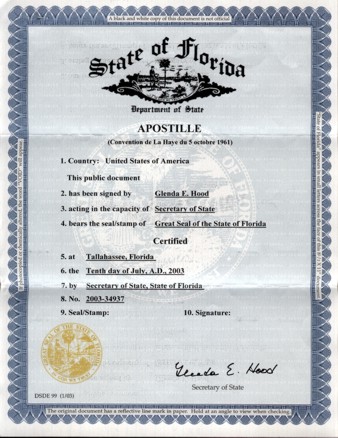 A black and white copy of this document is not official
State of Florida
Department of State
APOSTILLE
(Convention de La Haye du 5 octobre 1961)
1. Country: United States of America
This public document
2. has been signed by Glenda E. Hood
3. acting in the capacity of Secretary of State
4. bears the seal/stamp of Great Seal of the State of Florida
Certified
5. at Tallahassee, Florida
6. the Tenth day of July, A.D., 2003
7. by Secretary of State, State of Florida
8. No. 2003-34937
9. Seal/Stamp: 10. Signature:
Glenda E. Hood
Secretary of State
DSDE 99 (1/03)
The original document has a reflective line mark in paper. Hold at an angle to view when checking.